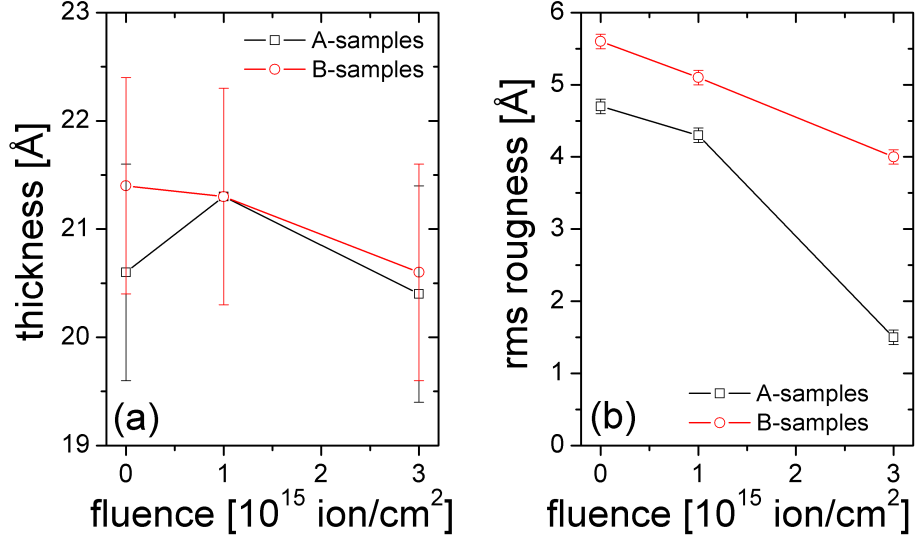 23
22
21
20
19
thickness [Å]
A-samples
B-samples
(a)
0 1 2 3
fluence [10¹⁵ ion/cm²]
6
5
4
3
2
1
0
rms rougness [Å]
A-samples
B-samples
(b)
0 1 2 3
fluence [10¹⁵ ion/cm²]